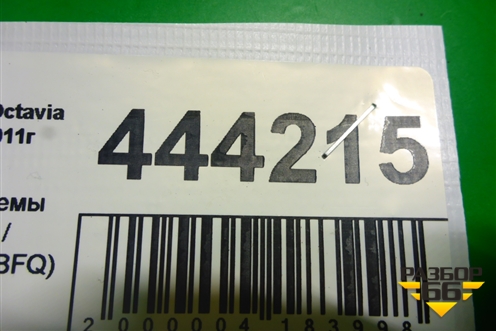 Octavia
011г
444215
емы
/
BFQ)
2000004183998
РАЗБОР
66